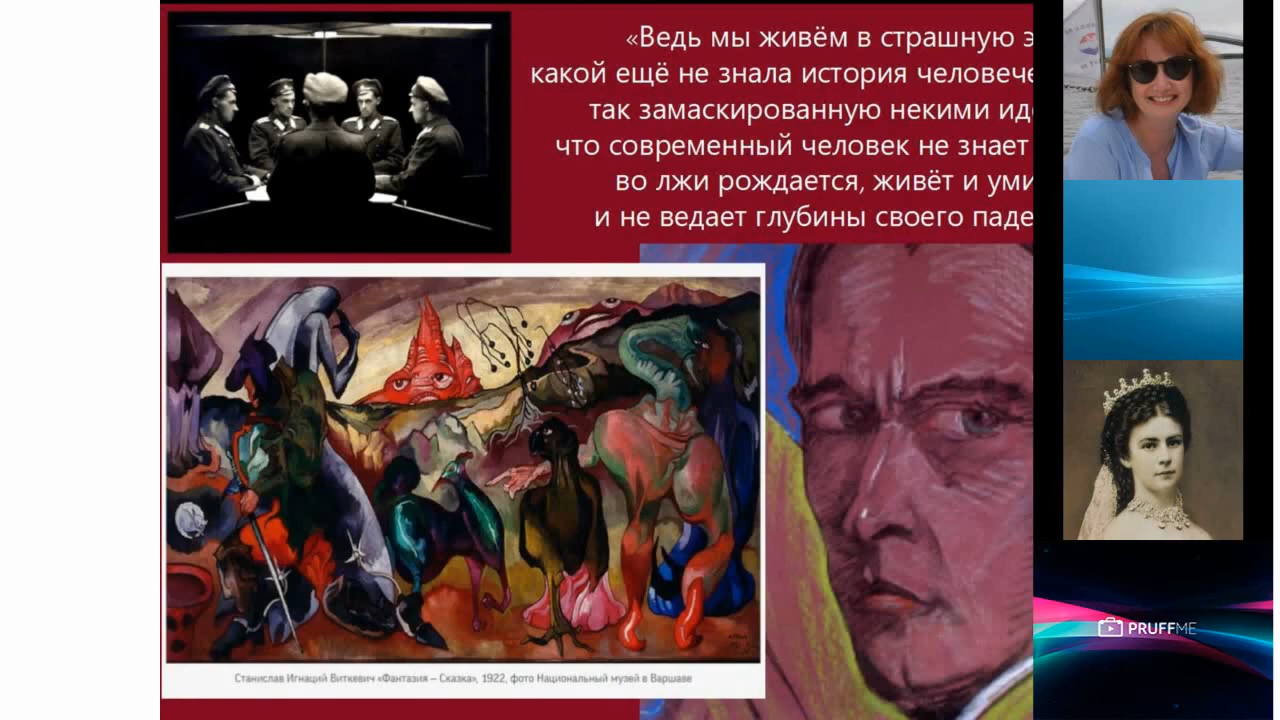 «Ведь мы живём в страшную э
какой ещё не знала история человече
так замаскированную некими ид
что современный человек не знает
во лжи рождается, живёт и уми
и не ведает глубины своего паде
Станислав Игнаций Виткевич «Фантазия – Сказка», 1922, фото Национальный музей в Варшаве
PRUFFME